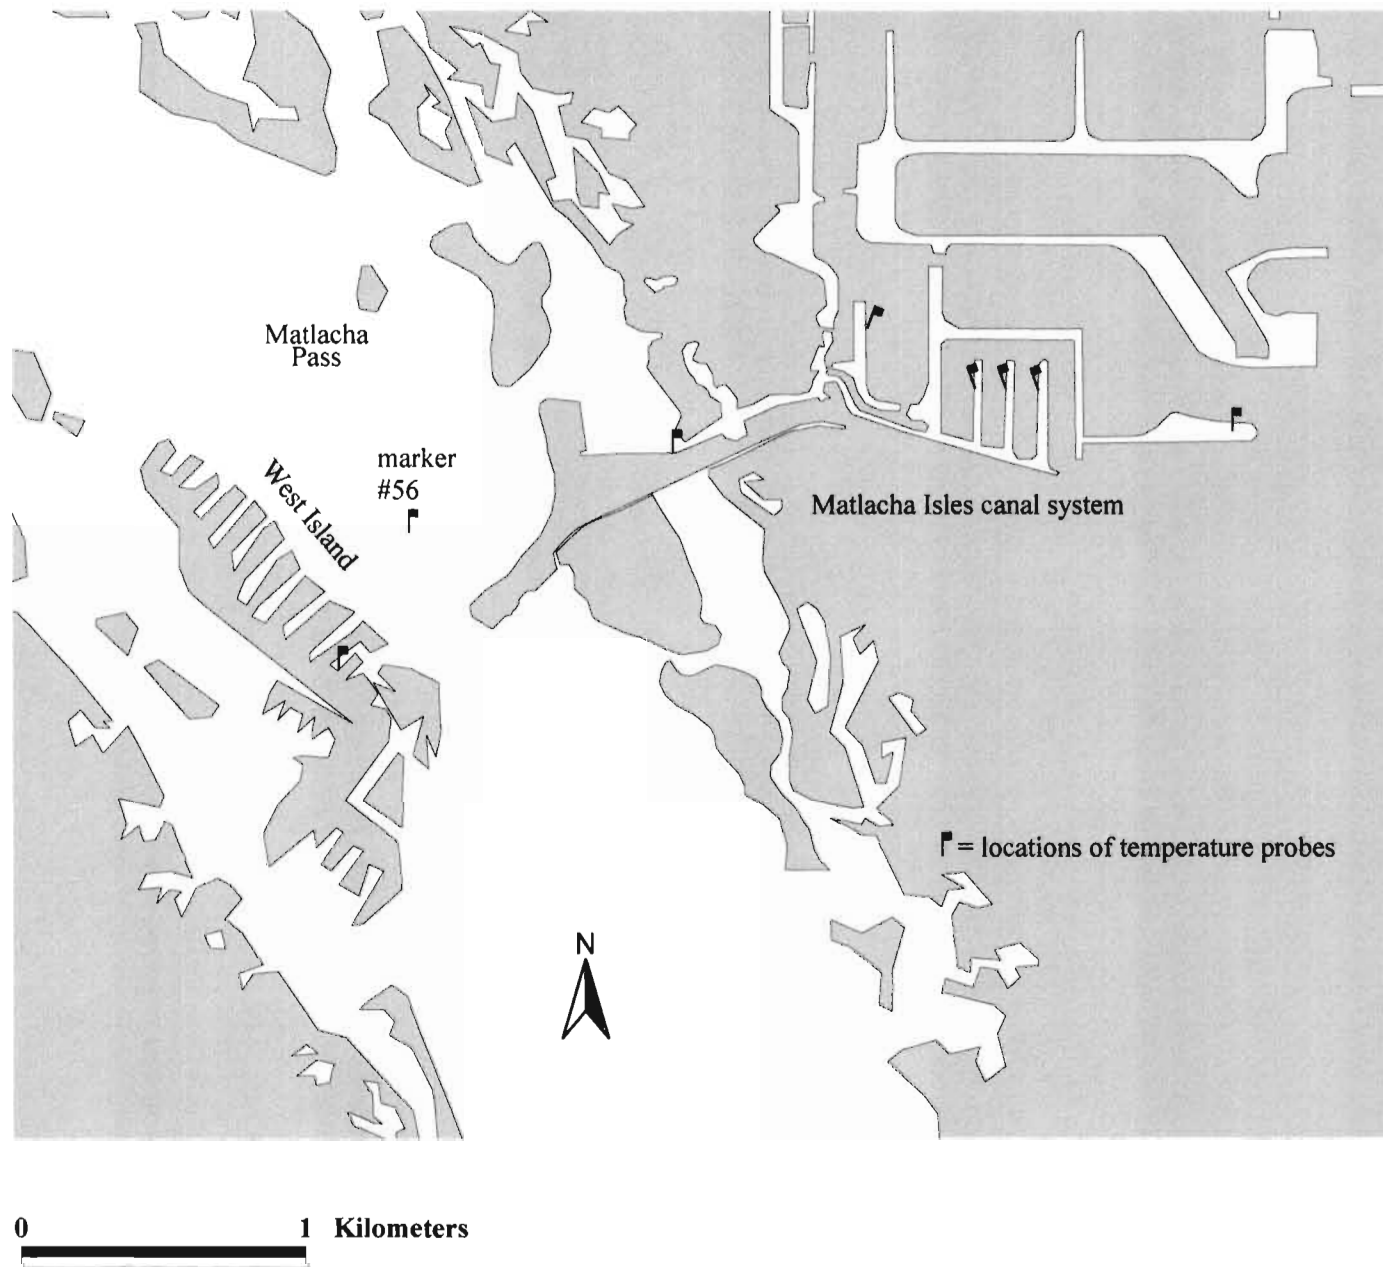 Matlacha
Pass
marker
#56
West Island
Matlacha Isles canal system
= locations of temperature probes
N
0 1 Kilometers